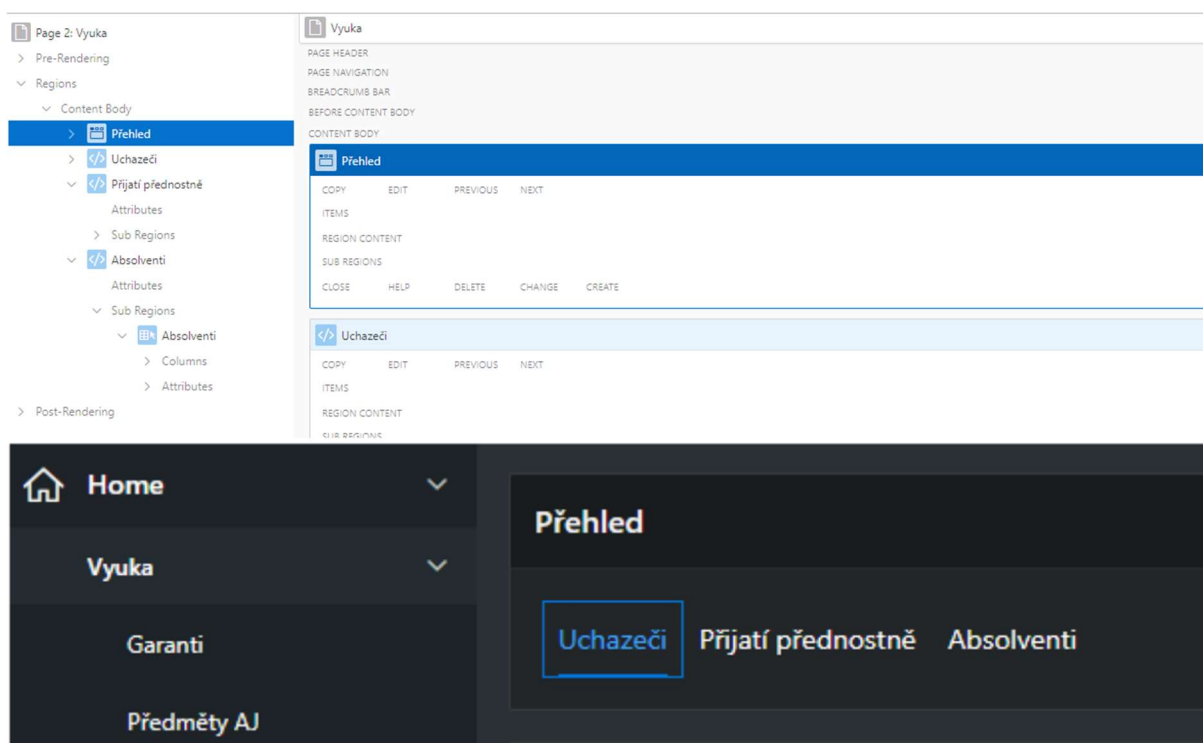 Page 2: Vyuka
Pre-Rendering
Regions
Content Body
Přehled
Uchazeči
Přijatí přednostně
Attributes
Sub Regions
Absolventi
Attributes
Sub Regions
Absolventi
Columns
Attributes
Post-Rendering
Vyuka
PAGE HEADER
PAGE NAVIGATION
BREADCRUMB BAR
BEFORE CONTENT BODY
CONTENT BODY
Přehled
COPY EDIT PREVIOUS NEXT
ITEMS
REGION CONTENT
SUB REGIONS
CLOSE HELP DELETE CHANGE CREATE
Uchazeči
COPY EDIT PREVIOUS NEXT
ITEMS
REGION CONTENT
SUB REGIONS
Home
Vyuka
Garanti
Předměty AJ
Přehled
Uchazeči Přijatí přednostně Absolventi